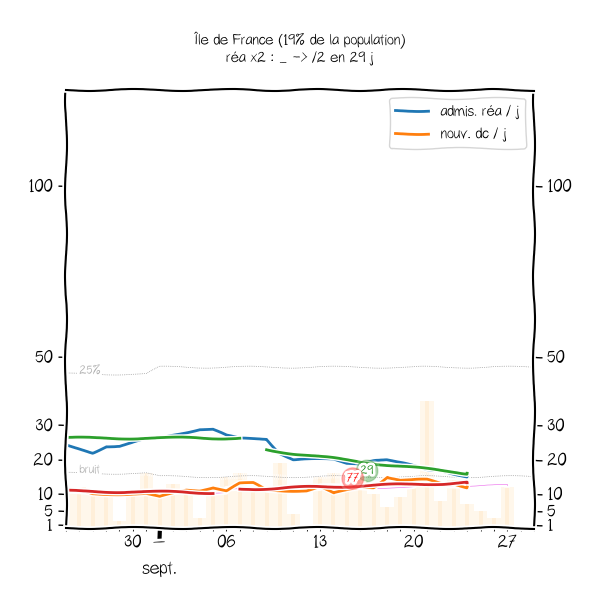 Île de France (19% de la population)
réa x2 : _ -> /2 en 29 j
admis. réa / j
nouv. dc / j
100 100
50 50
25%
30 30
20 20
bruit 29
77
10 10
5 5
1 1
30 06 13 20 27
sept.